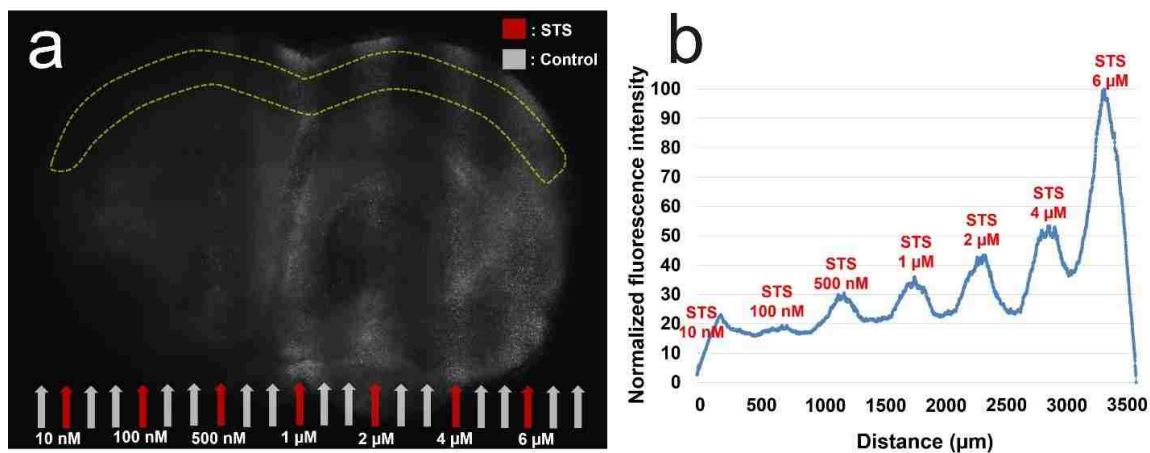 a
: STS
: Control
10 nM 100 nM 500 nM 1 µM 2 µM 4 µM 6 µM
b
Normalized fluorescence intensity
100
90
80
70
60
50
40
30
20
10
0
STS
10 nM
STS
100 nM
STS
500 nM
STS
1 µM
STS
2 µM
STS
4 µM
STS
6 µM
0 500 1000 1500 2000 2500 3000 3500
Distance (µm)